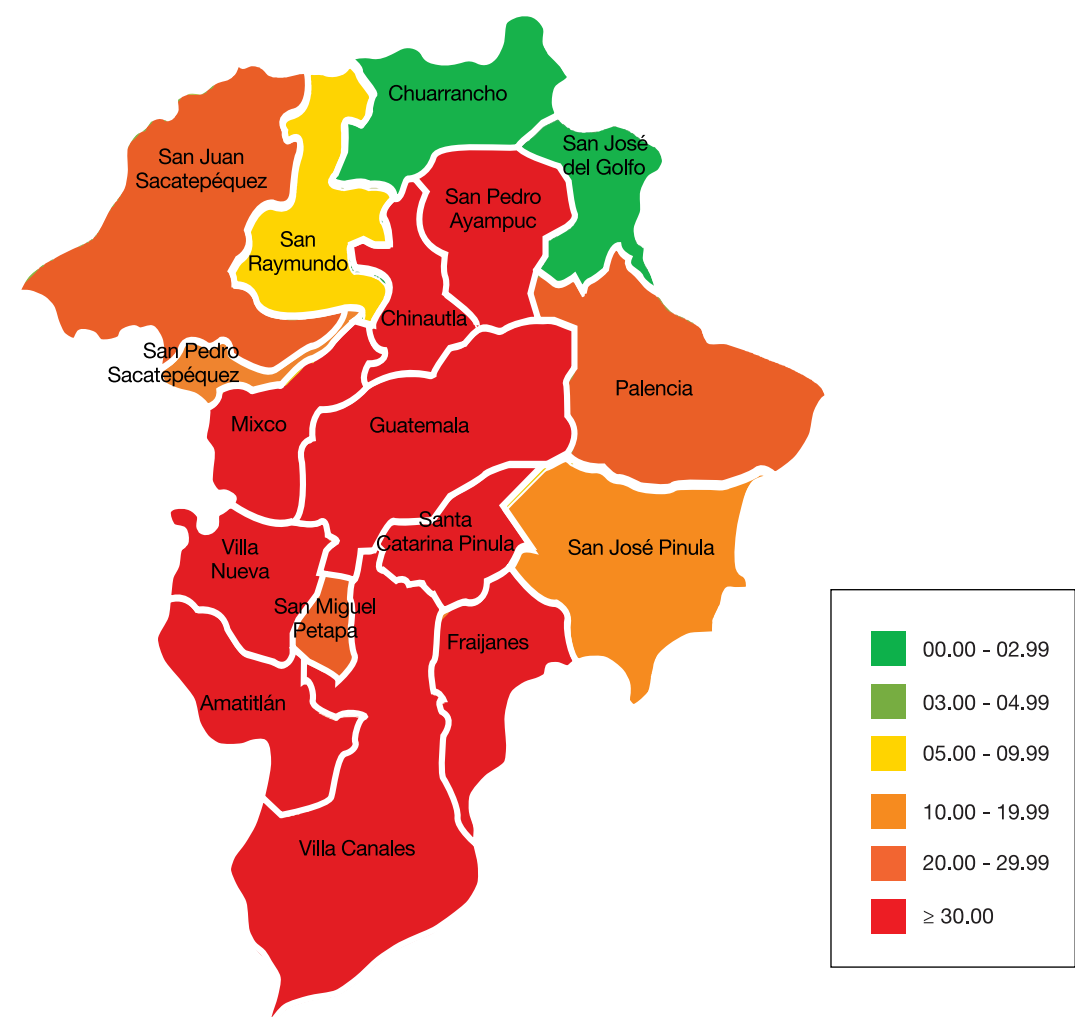 Chuarrancho
San José
del Golfo
San Juan
Sacatepéquez
San Pedro
Ayampuc
San
Raymundo
Chinautla
San Pedro
Sacatepéquez
Palencia
Mixco
Guatemala
Santa
Catarina Pinula
Villa
Nueva
San José Pinula
San Miguel
Petapa
Fraijanes
Amatitlán
Villa Canales
00.00 - 02.99
03.00 - 04.99
05.00 - 09.99
10.00 - 19.99
20.00 - 29.99
≥ 30.00